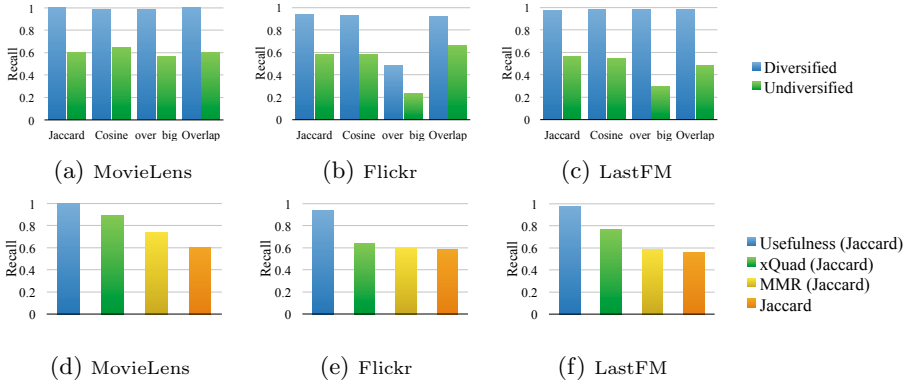 1
0.8
0.6
0.4
0.2
0
Recall
Jaccard Cosine over big Overlap
(a) MovieLens
1
0.8
0.6
0.4
0.2
0
Recall
Jaccard Cosine over big Overlap
(b) Flickr
1
0.8
0.6
0.4
0.2
0
Recall
Jaccard Cosine over big Overlap
(c) LastFM
Diversified
Undiversified
1
0.8
0.6
0.4
0.2
0
Recall
(d) MovieLens
1
0.8
0.6
0.4
0.2
0
Recall
(e) Flickr
1
0.8
0.6
0.4
0.2
0
Recall
(f) LastFM
Usefulness (Jaccard)
xQuad (Jaccard)
MMR (Jaccard)
Jaccard